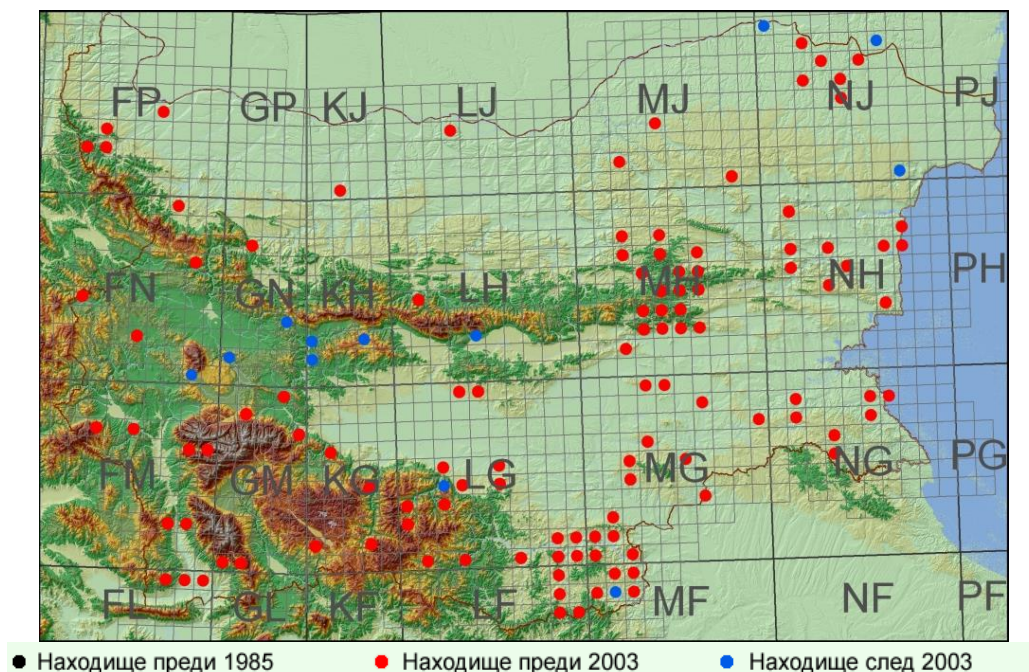 FP GP KJ LJ MJ NJ PJ
FN GN KH LH MH NH PH
FM GM KG LG MG NG PG
FL GL KF LF MF NF PF
Находище преди 1985 Находище преди 2003 Находище след 2003